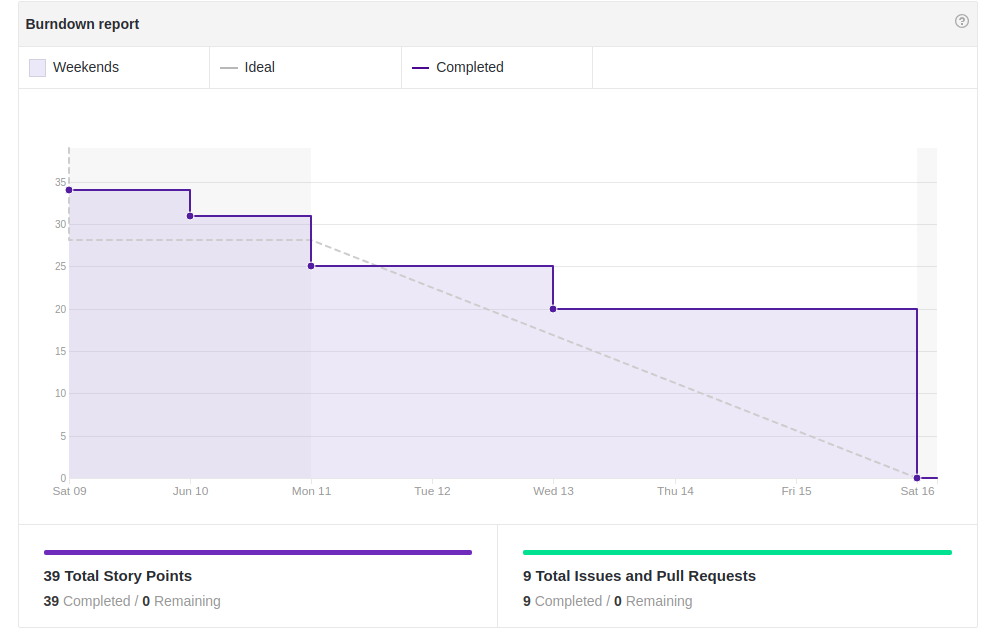 Burndown report
Weekends Ideal Completed
35
30
25
20
15
10
5
0
Sat 09 Jun 10 Mon 11 Tue 12 Wed 13 Thu 14 Fri 15 Sat 16
39 Total Story Points
39 Completed / 0 Remaining
9 Total Issues and Pull Requests
9 Completed / 0 Remaining